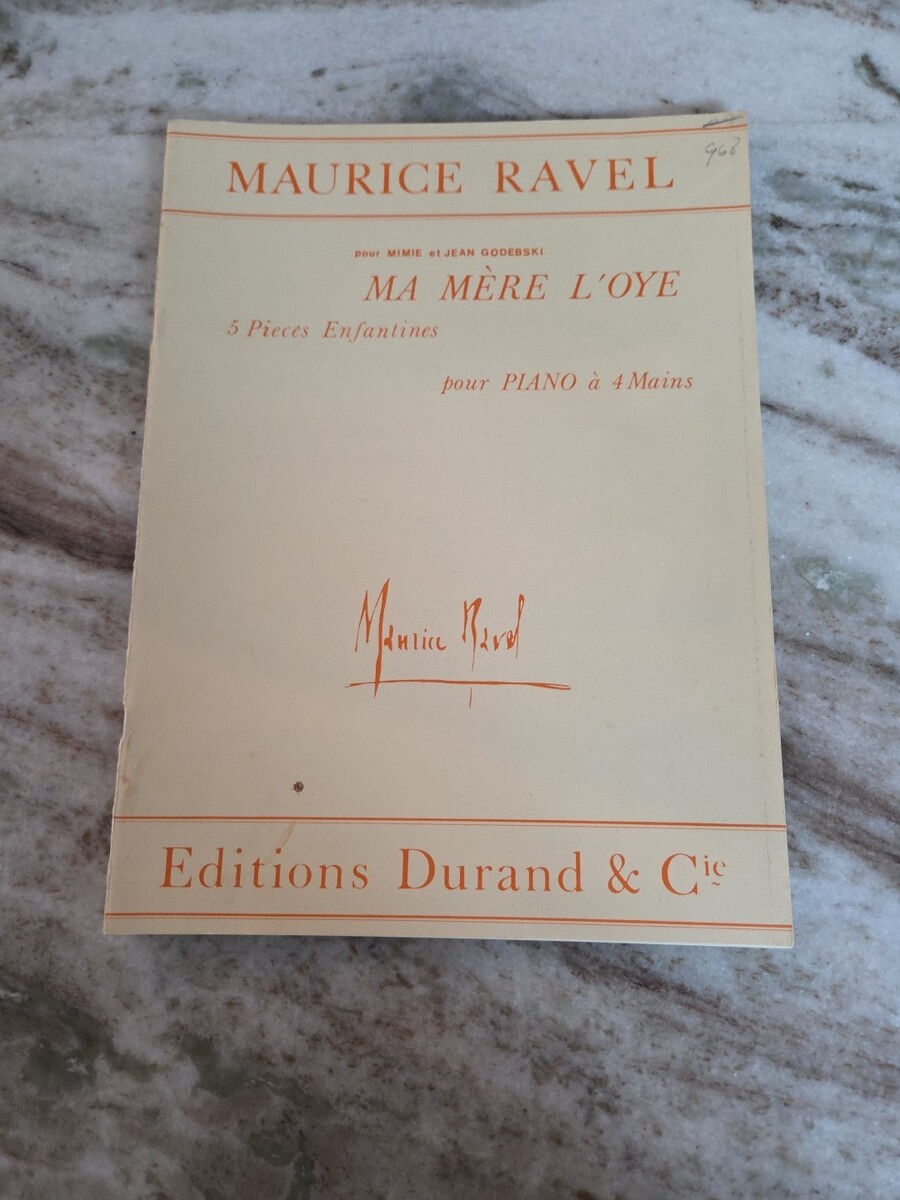 MAURICE RAVEL
968
pour MIMIE et JEAN GODEBSKI
MA MÈRE L'OYE
5 Pieces Enfantines
pour PIANO à 4 Mains
Maurice Ravel
Editions Durand & Cie